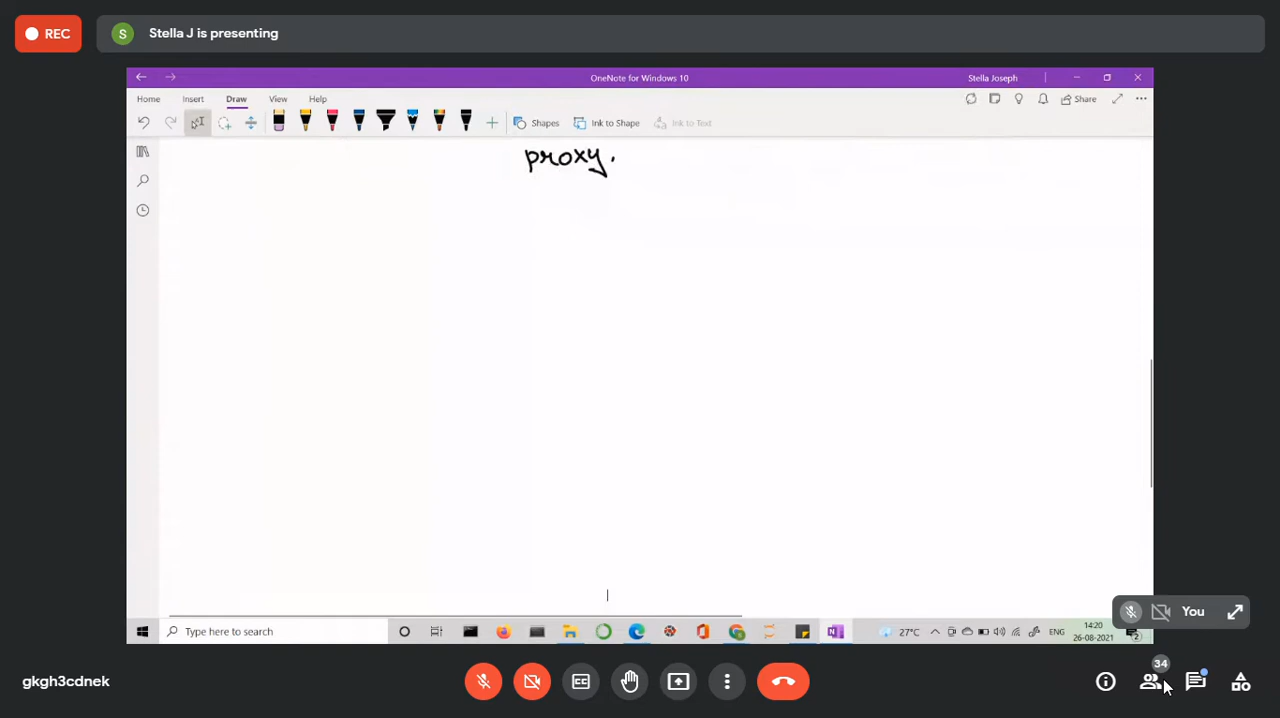 REC
S
Stella J is presenting
OneNote for Windows 10
Stella Joseph
Home Insert Draw View Help
Share
Shapes
Ink to Shape
Ink to Text
proxy.
You
Type here to search
27°C
ENG
14:20
26-08-2021
2
34
gkgh3cdnek
CC